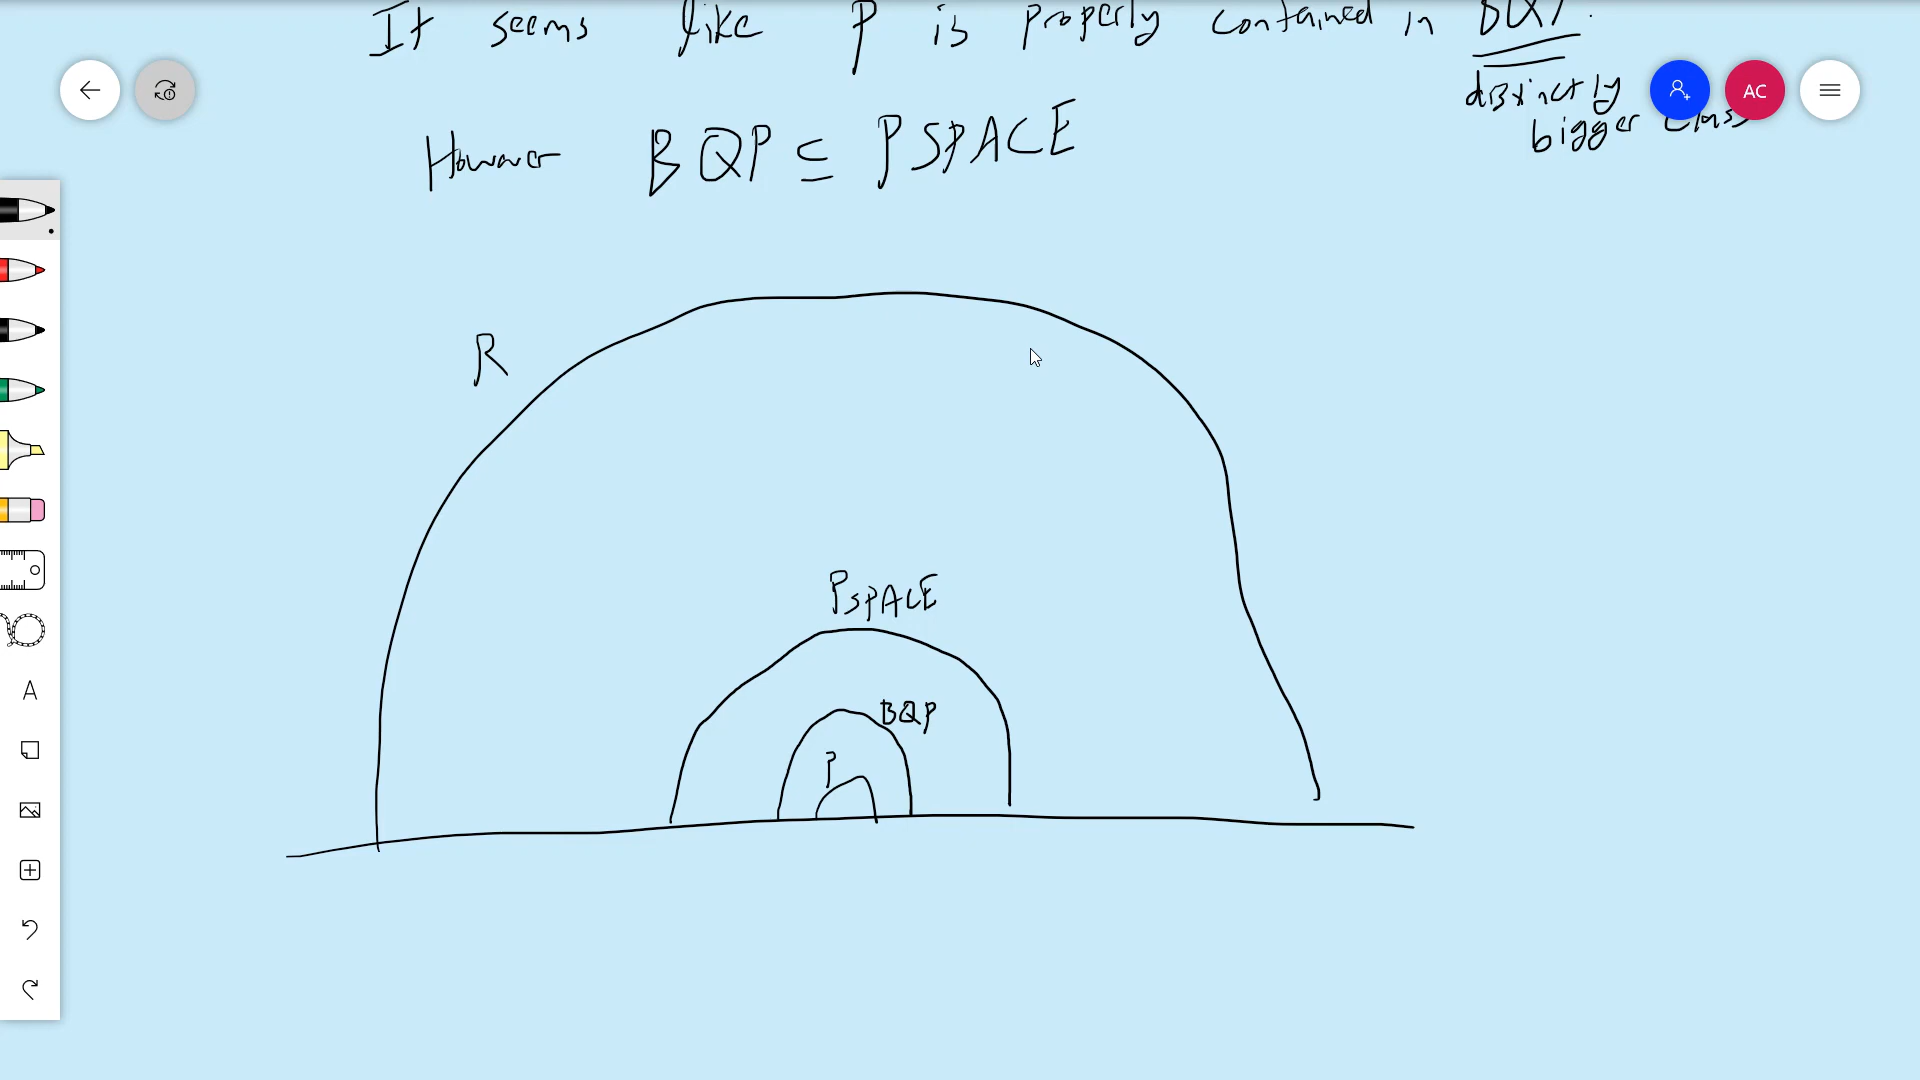 It seems like P is properly contained in BQP.
distinctly
bigger class
However BQP ⊆ PSPACE
AC
R
PSPACE
BQP
P
A